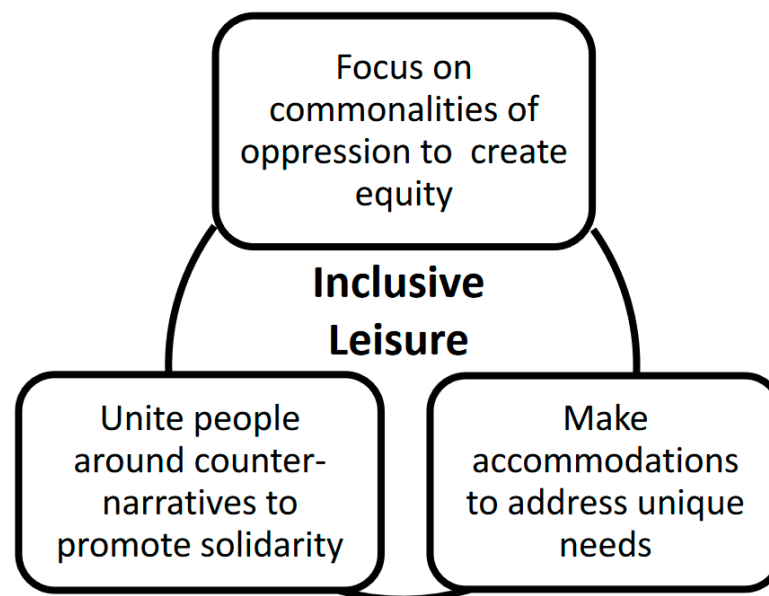 Focus on
commonalities of
oppression to create
equity
Inclusive
Leisure
Unite people
around counter-
narratives to
promote solidarity
Make
accommodations
to address unique
needs